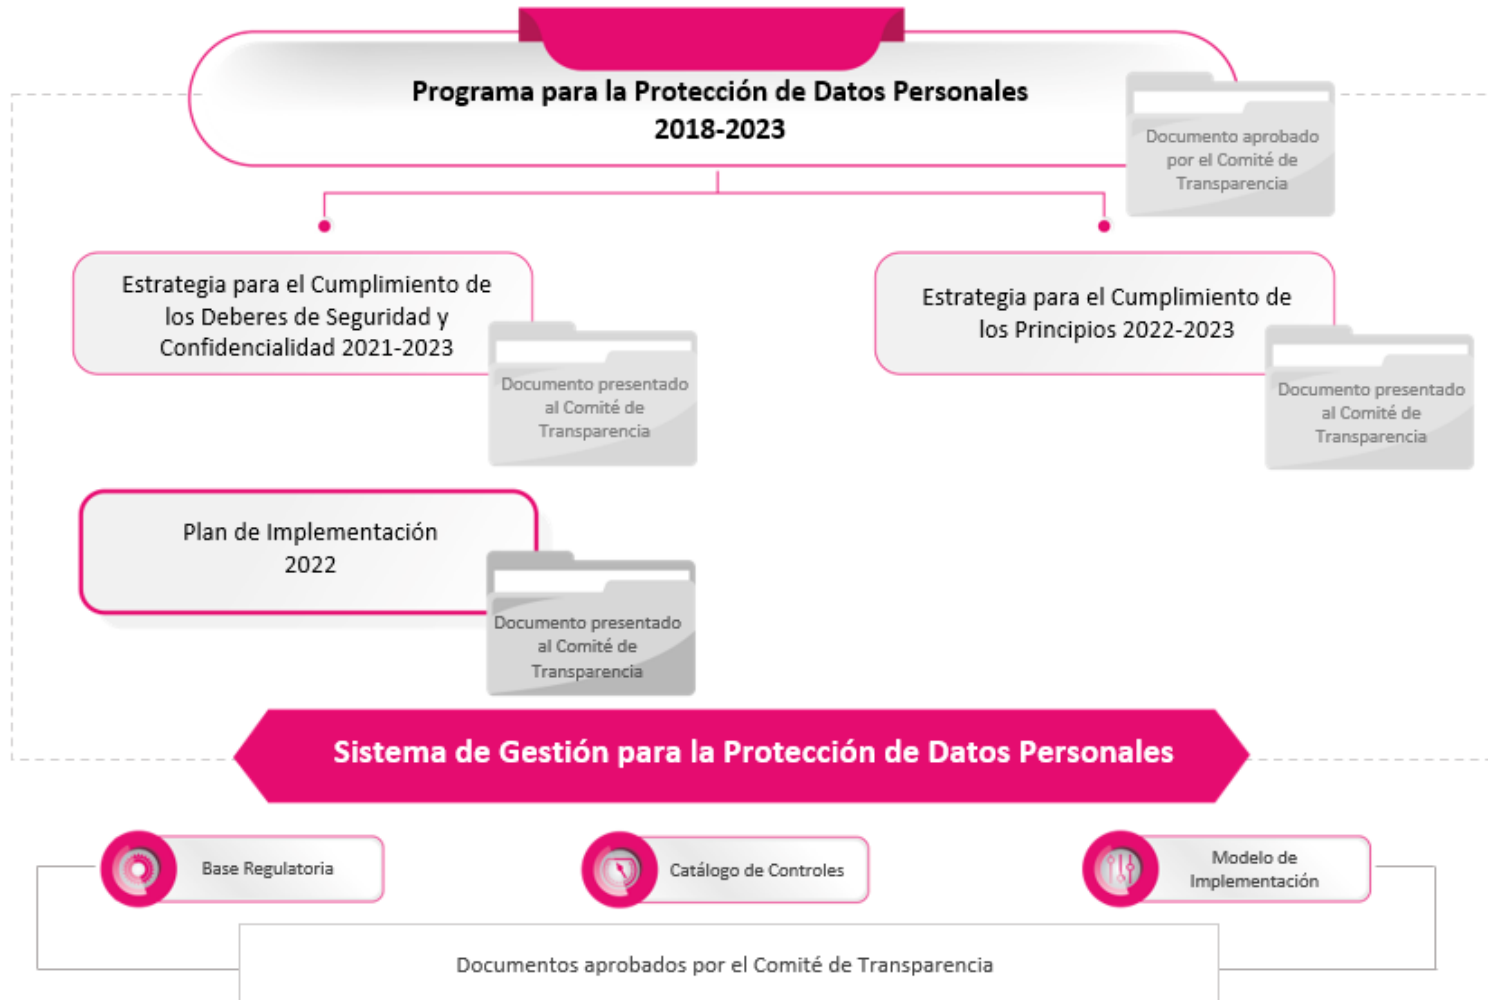 Programa para la Protección de Datos Personales
2018-2023
Documento aprobado
por el Comité de
Transparencia
Estrategia para el Cumplimiento de
los Deberes de Seguridad y
Confidencialidad 2021-2023
Documento presentado
al Comité de
Transparencia
Estrategia para el Cumplimiento de
los Principios 2022-2023
Documento presentado
al Comité de
Transparencia
Plan de Implementación
2022
Documento presentado
al Comité de
Transparencia
Sistema de Gestión para la Protección de Datos Personales
Base Regulatoria
Catálogo de Controles
Modelo de
Implementación
Documentos aprobados por el Comité de Transparencia